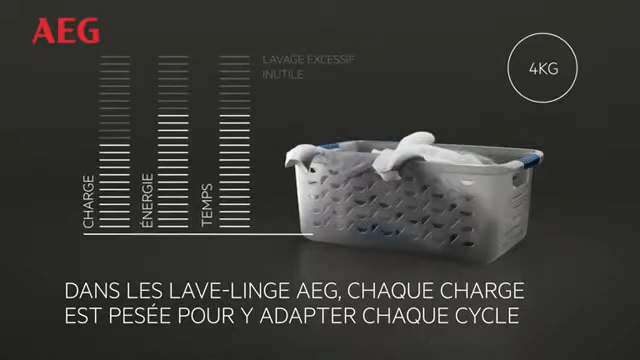 AEG
LAVAGE EXCESSIF
INUTILE
4KG
CHARGE
ÉNERGIE
TEMPS
DANS LES LAVE-LINGE AEG, CHAQUE CHARGE
EST PESÉE POUR Y ADAPTER CHAQUE CYCLE